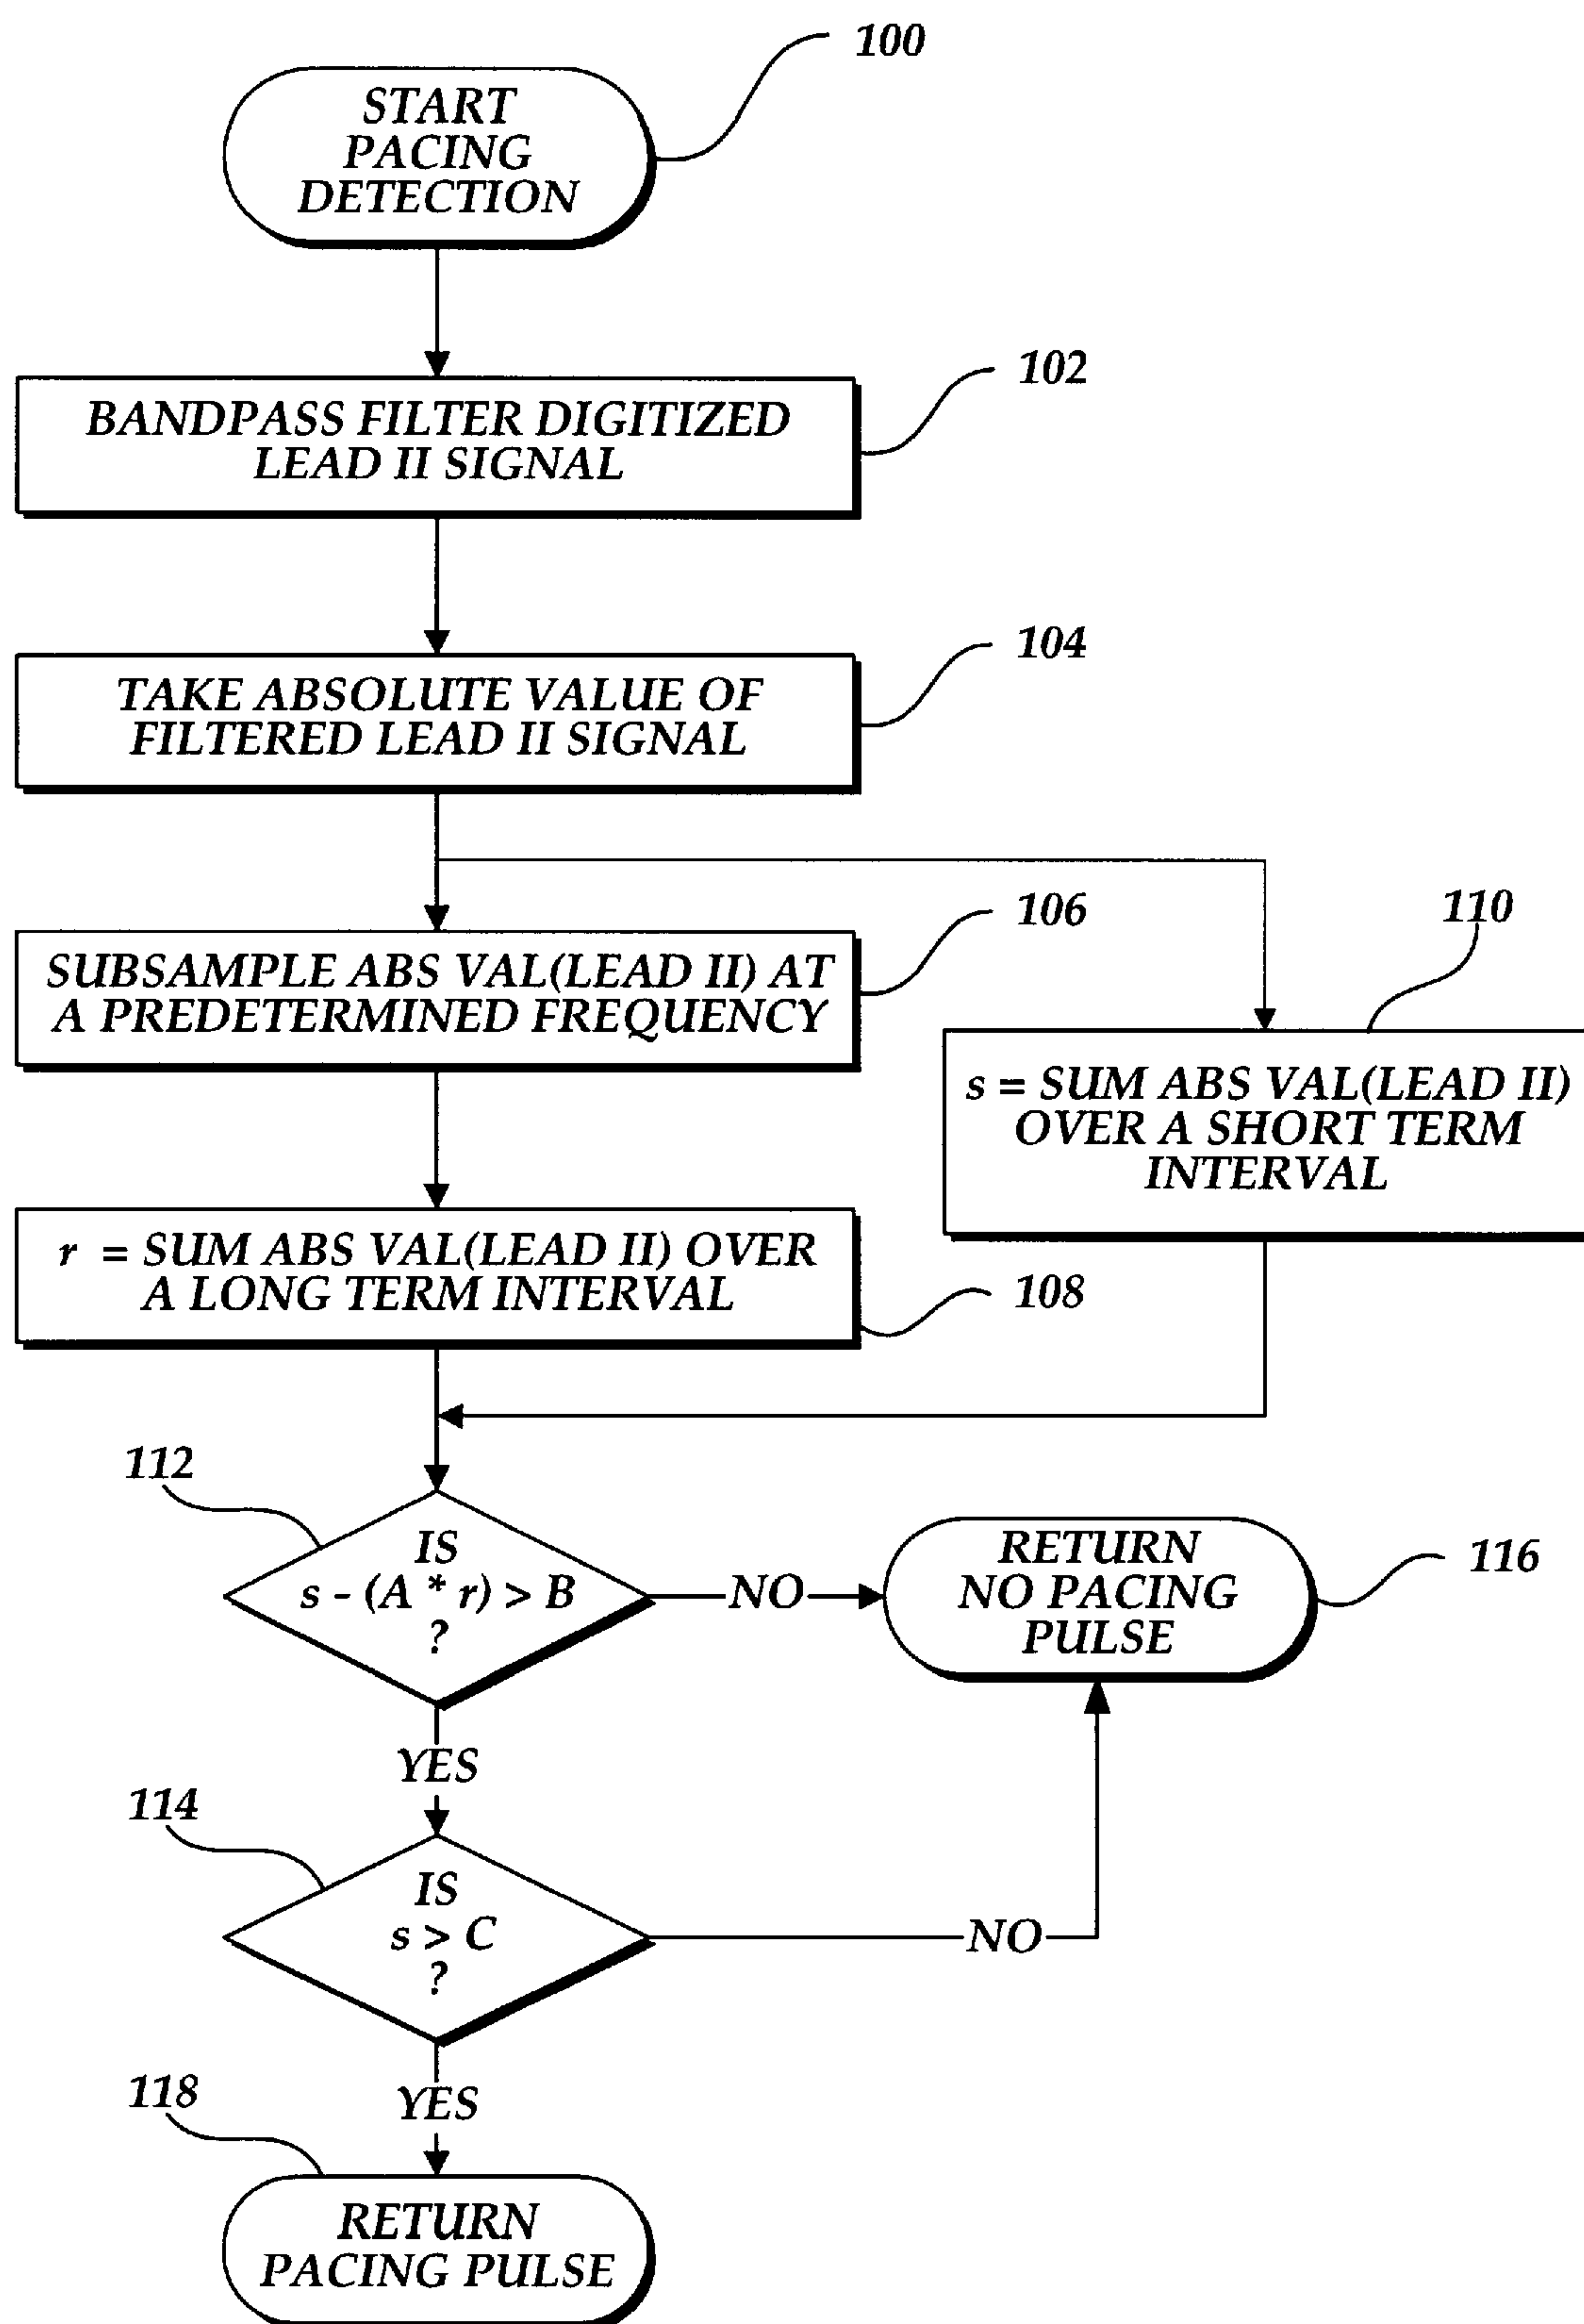 100
START
PACING
DETECTION
102
BANDPASS FILTER DIGITIZED
LEAD II SIGNAL
104
TAKE ABSOLUTE VALUE OF
FILTERED LEAD II SIGNAL
106
SUBSAMPLE ABS VAL(LEAD II) AT
A PREDETERMINED FREQUENCY
110
s = SUM ABS VAL(LEAD II)
OVER A SHORT TERM
INTERVAL
r = SUM ABS VAL(LEAD II) OVER
A LONG TERM INTERVAL
108
112
IS
s - (A * r) > B
?
NO
RETURN
NO PACING
PULSE
116
YES
114
IS
s > C
?
NO
YES
118
RETURN
PACING PULSE